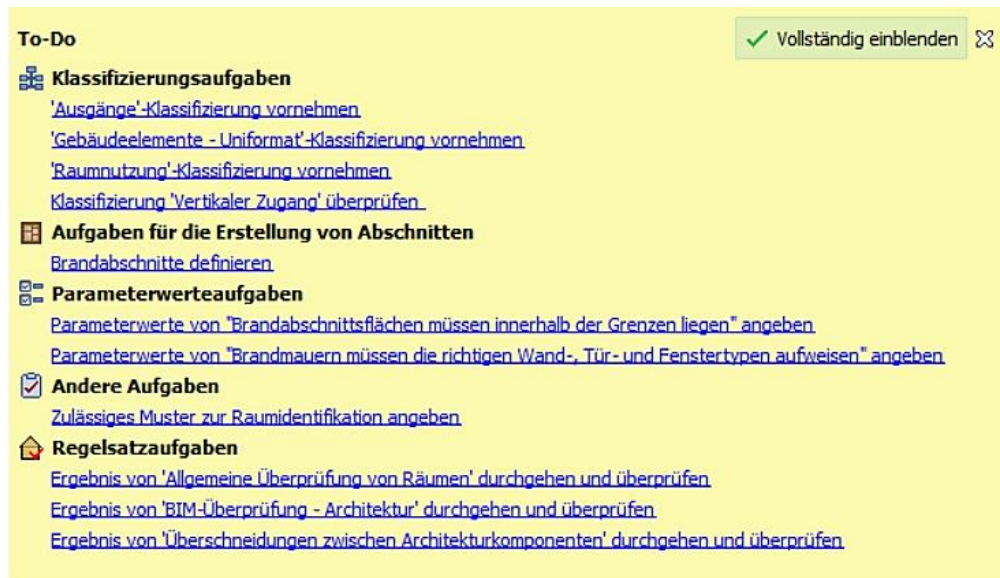 To-Do
Vollständig einblenden
Klassifizierungsaufgaben
'Ausgänge'-Klassifizierung vornehmen
'Gebäudeelemente - Uniformat'-Klassifizierung vornehmen
'Raumnutzung'-Klassifizierung vornehmen
Klassifizierung 'Vertikaler Zugang' überprüfen
Aufgaben für die Erstellung von Abschnitten
Brandabschnitte definieren
Parameterwerteaufgaben
Parameterwerte von "Brandabschnittsflächen müssen innerhalb der Grenzen liegen" angeben
Parameterwerte von "Brandmauern müssen die richtigen Wand-, Tür- und Fenstertypen aufweisen" angeben
Andere Aufgaben
Zulässiges Muster zur Raumidentifikation angeben
Regelsatzaufgaben
Ergebnis von 'Allgemeine Überprüfung von Räumen' durchgehen und überprüfen
Ergebnis von 'BIM-Überprüfung - Architektur' durchgehen und überprüfen
Ergebnis von 'Überschneidungen zwischen Architekturkomponenten' durchgehen und überprüfen